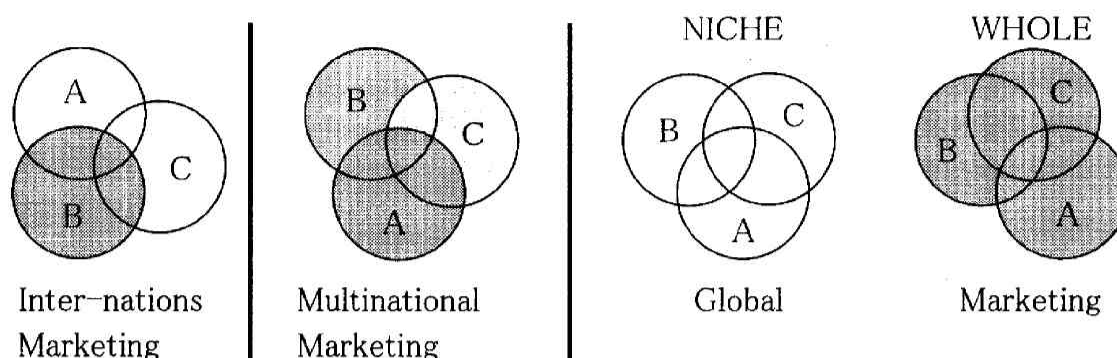 NICHE WHOLE
A
B
C
B
C
A
B
C
A
C
B
A
Inter-nations
Marketing
Multinational
Marketing
Global Marketing